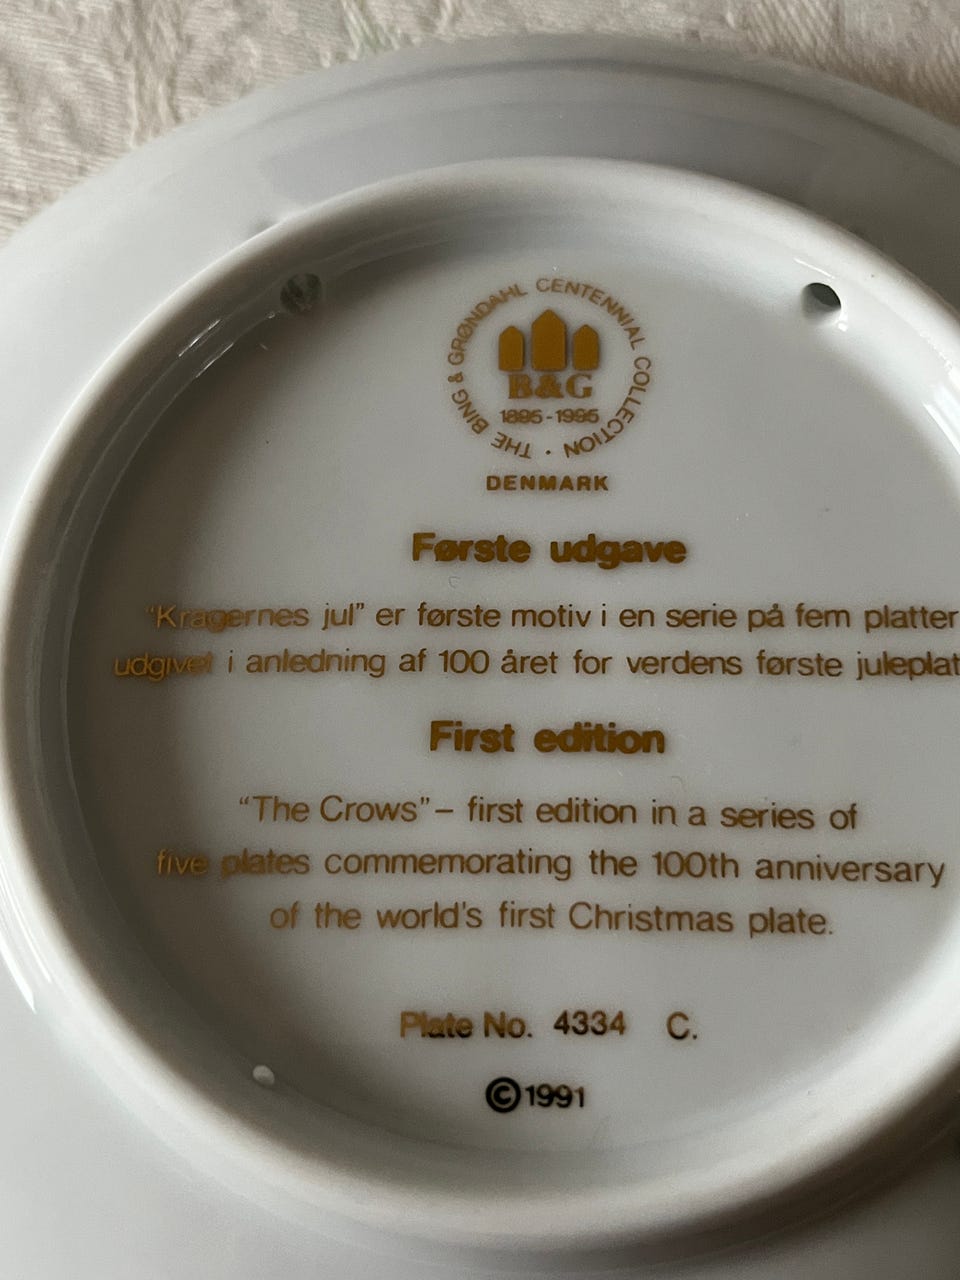 THE BING & GRØNDAHL CENTENNIAL COLLECTION ·
B&G
1895-1995
DENMARK
Første udgave
"Kragernes jul" er første motiv i en serie på fem platter
udgivet i anledning af 100 året for verdens første juleplat
First edition
"The Crows" – first edition in a series of
five plates commemorating the 100th anniversary
of the world's first Christmas plate.
Plate No. 4334 C.
©1991